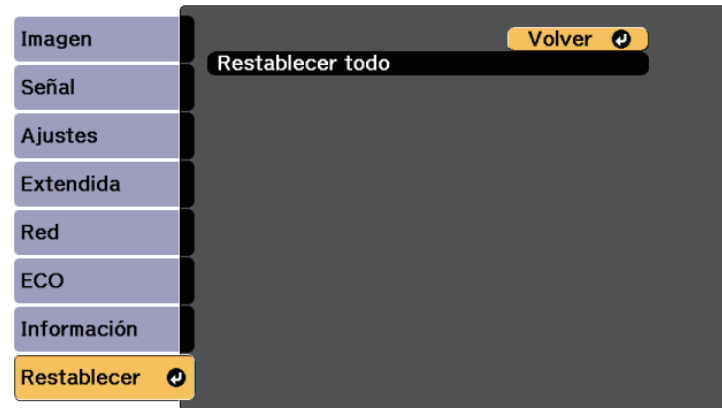 Imagen
Señal
Ajustes
Extendida
Red
ECO
Información
Restablecer
Volver
Restablecer todo